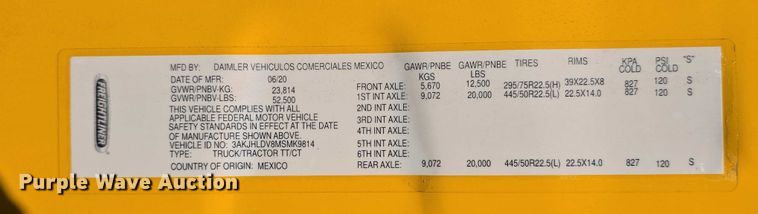 FREIGHTLINER
MFD BY: DAIMLER VEHICULOS COMERCIALES MEXICO
DATE OF MFR: 06/20
GVWR/PNBV-KG: 23,814
GVWR/PNBV-LBS: 52,500
THIS VEHICLE COMPLIES WITH ALL
APPLICABLE FEDERAL MOTOR VEHICLE
SAFETY STANDARDS IN EFFECT AT THE DATE
OF MANUFACTURE SHOWN ABOVE.
VEHICLE ID NO.: 3AKJHLDV8MSMK9814
TYPE: TRUCK/TRACTOR TT/CT
COUNTRY OF ORIGIN: MEXICO
GAWR/PNBE KGS GAWR/PNBE LBS TIRES RIMS KPA COLD PSI COLD "S"
FRONT AXLE: 5,670 12,500 295/75R22.5(H) 39X22.5X8 827 120 S
1ST INT AXLE: 9,072 20,000 445/50R22.5(L) 22.5X14.0 827 120 S
2ND INT AXLE:
3RD INT AXLE:
4TH INT AXLE:
5TH INT AXLE:
6TH INT AXLE:
REAR AXLE: 9,072 20,000 445/50R22.5(L) 22.5X14.0 827 120 S
Purple Wave Auction